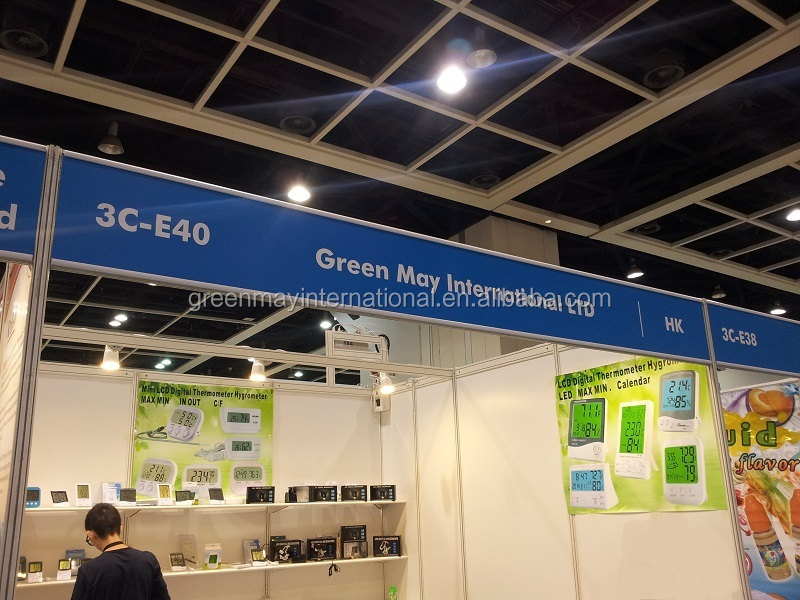 e
d
3C-E40
Green May International LTD
HK
3C-E38
greenmayinternational.en.alibaba.com
Mini LCD Digital Thermometer Hygrometer
MAX MIN IN OUT C/F
LCD Digital Thermometer Hygrometer
LED MAX MIN . Calendar
uid
flavor